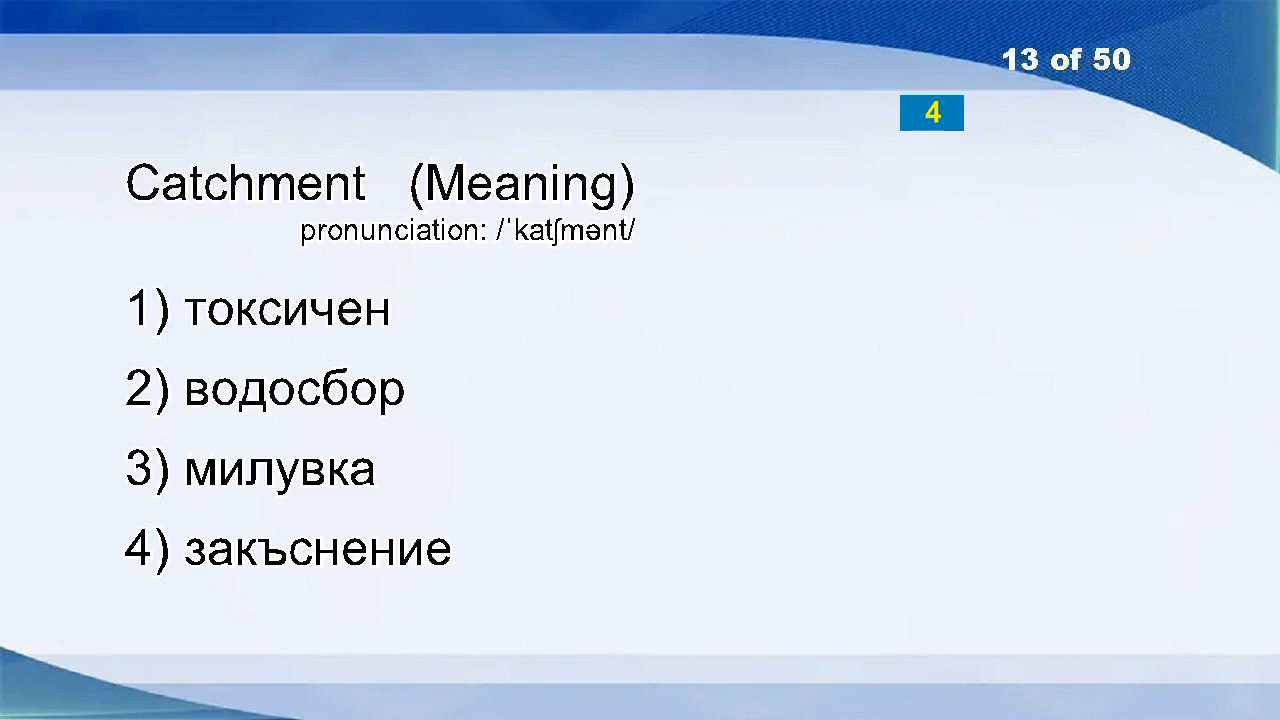 13 of 50
4
Catchment (Meaning)
pronunciation: /ˈkatʃmənt/
1) токсичен
2) водосбор
3) милувка
4) закъснение